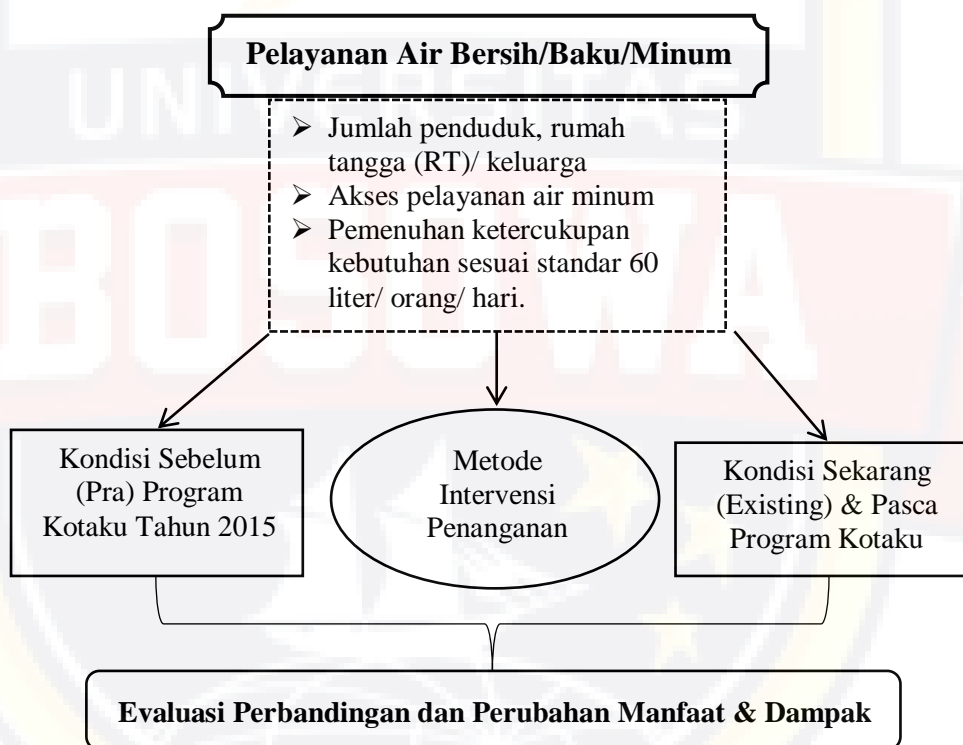 Pelayanan Air Bersih/Baku/Minum
UNIVERSITAS
BOSOWA
➢ Jumlah penduduk, rumah
tangga (RT)/ keluarga
➢ Akses pelayanan air minum
➢ Pemenuhan ketercukupan
kebutuhan sesuai standar 60
liter/ orang/ hari.
Kondisi Sebelum
(Pra) Program
Kotaku Tahun 2015
Metode
Intervensi
Penanganan
Kondisi Sekarang
(Existing) & Pasca
Program Kotaku
Evaluasi Perbandingan dan Perubahan Manfaat & Dampak